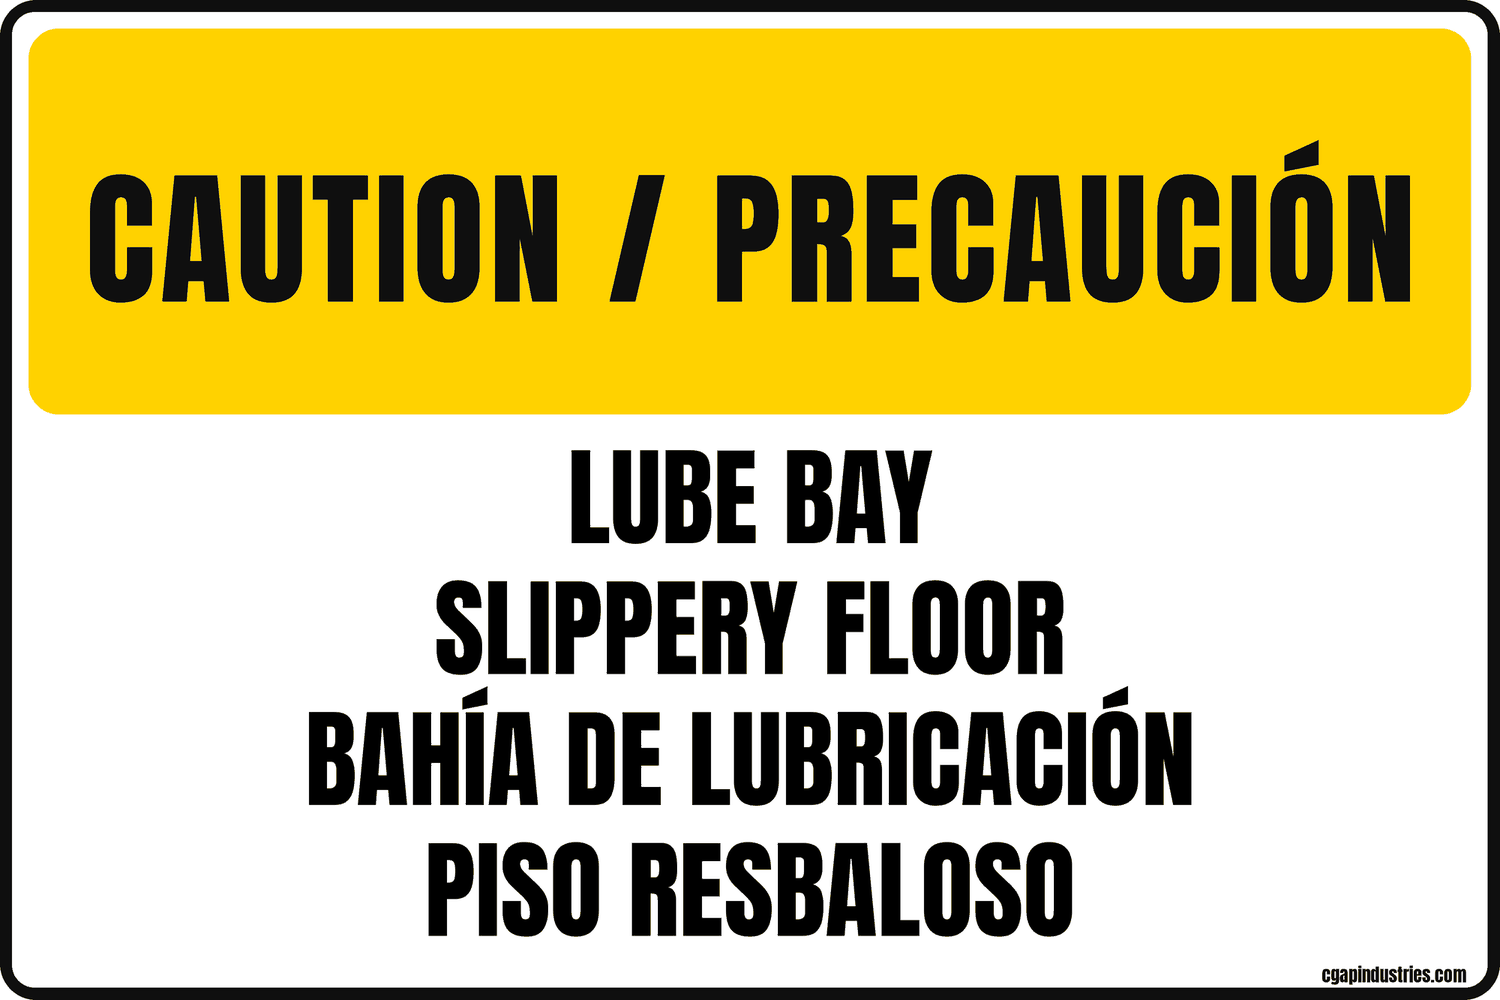 CAUTION / PRECAUCIÓN
LUBE BAY
SLIPPERY FLOOR
BAHÍA DE LUBRICACIÓN
PISO RESBALOSO
cgapindustries.com